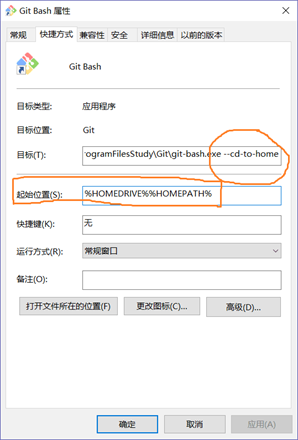 Git Bash 属性
常规 快捷方式 兼容性 安全 详细信息 以前的版本
Git Bash
目标类型: 应用程序
目标位置: Git
目标(T): ogramFilesStudy\Git\git-bash.exe --cd-to-home
起始位置(S): %HOMEDRIVE%%HOMEPATH%
快捷键(K): 无
运行方式(R): 常规窗口
备注(O):
打开文件所在的位置(F) 更改图标(C)... 高级(D)...
确定 取消 应用(A)